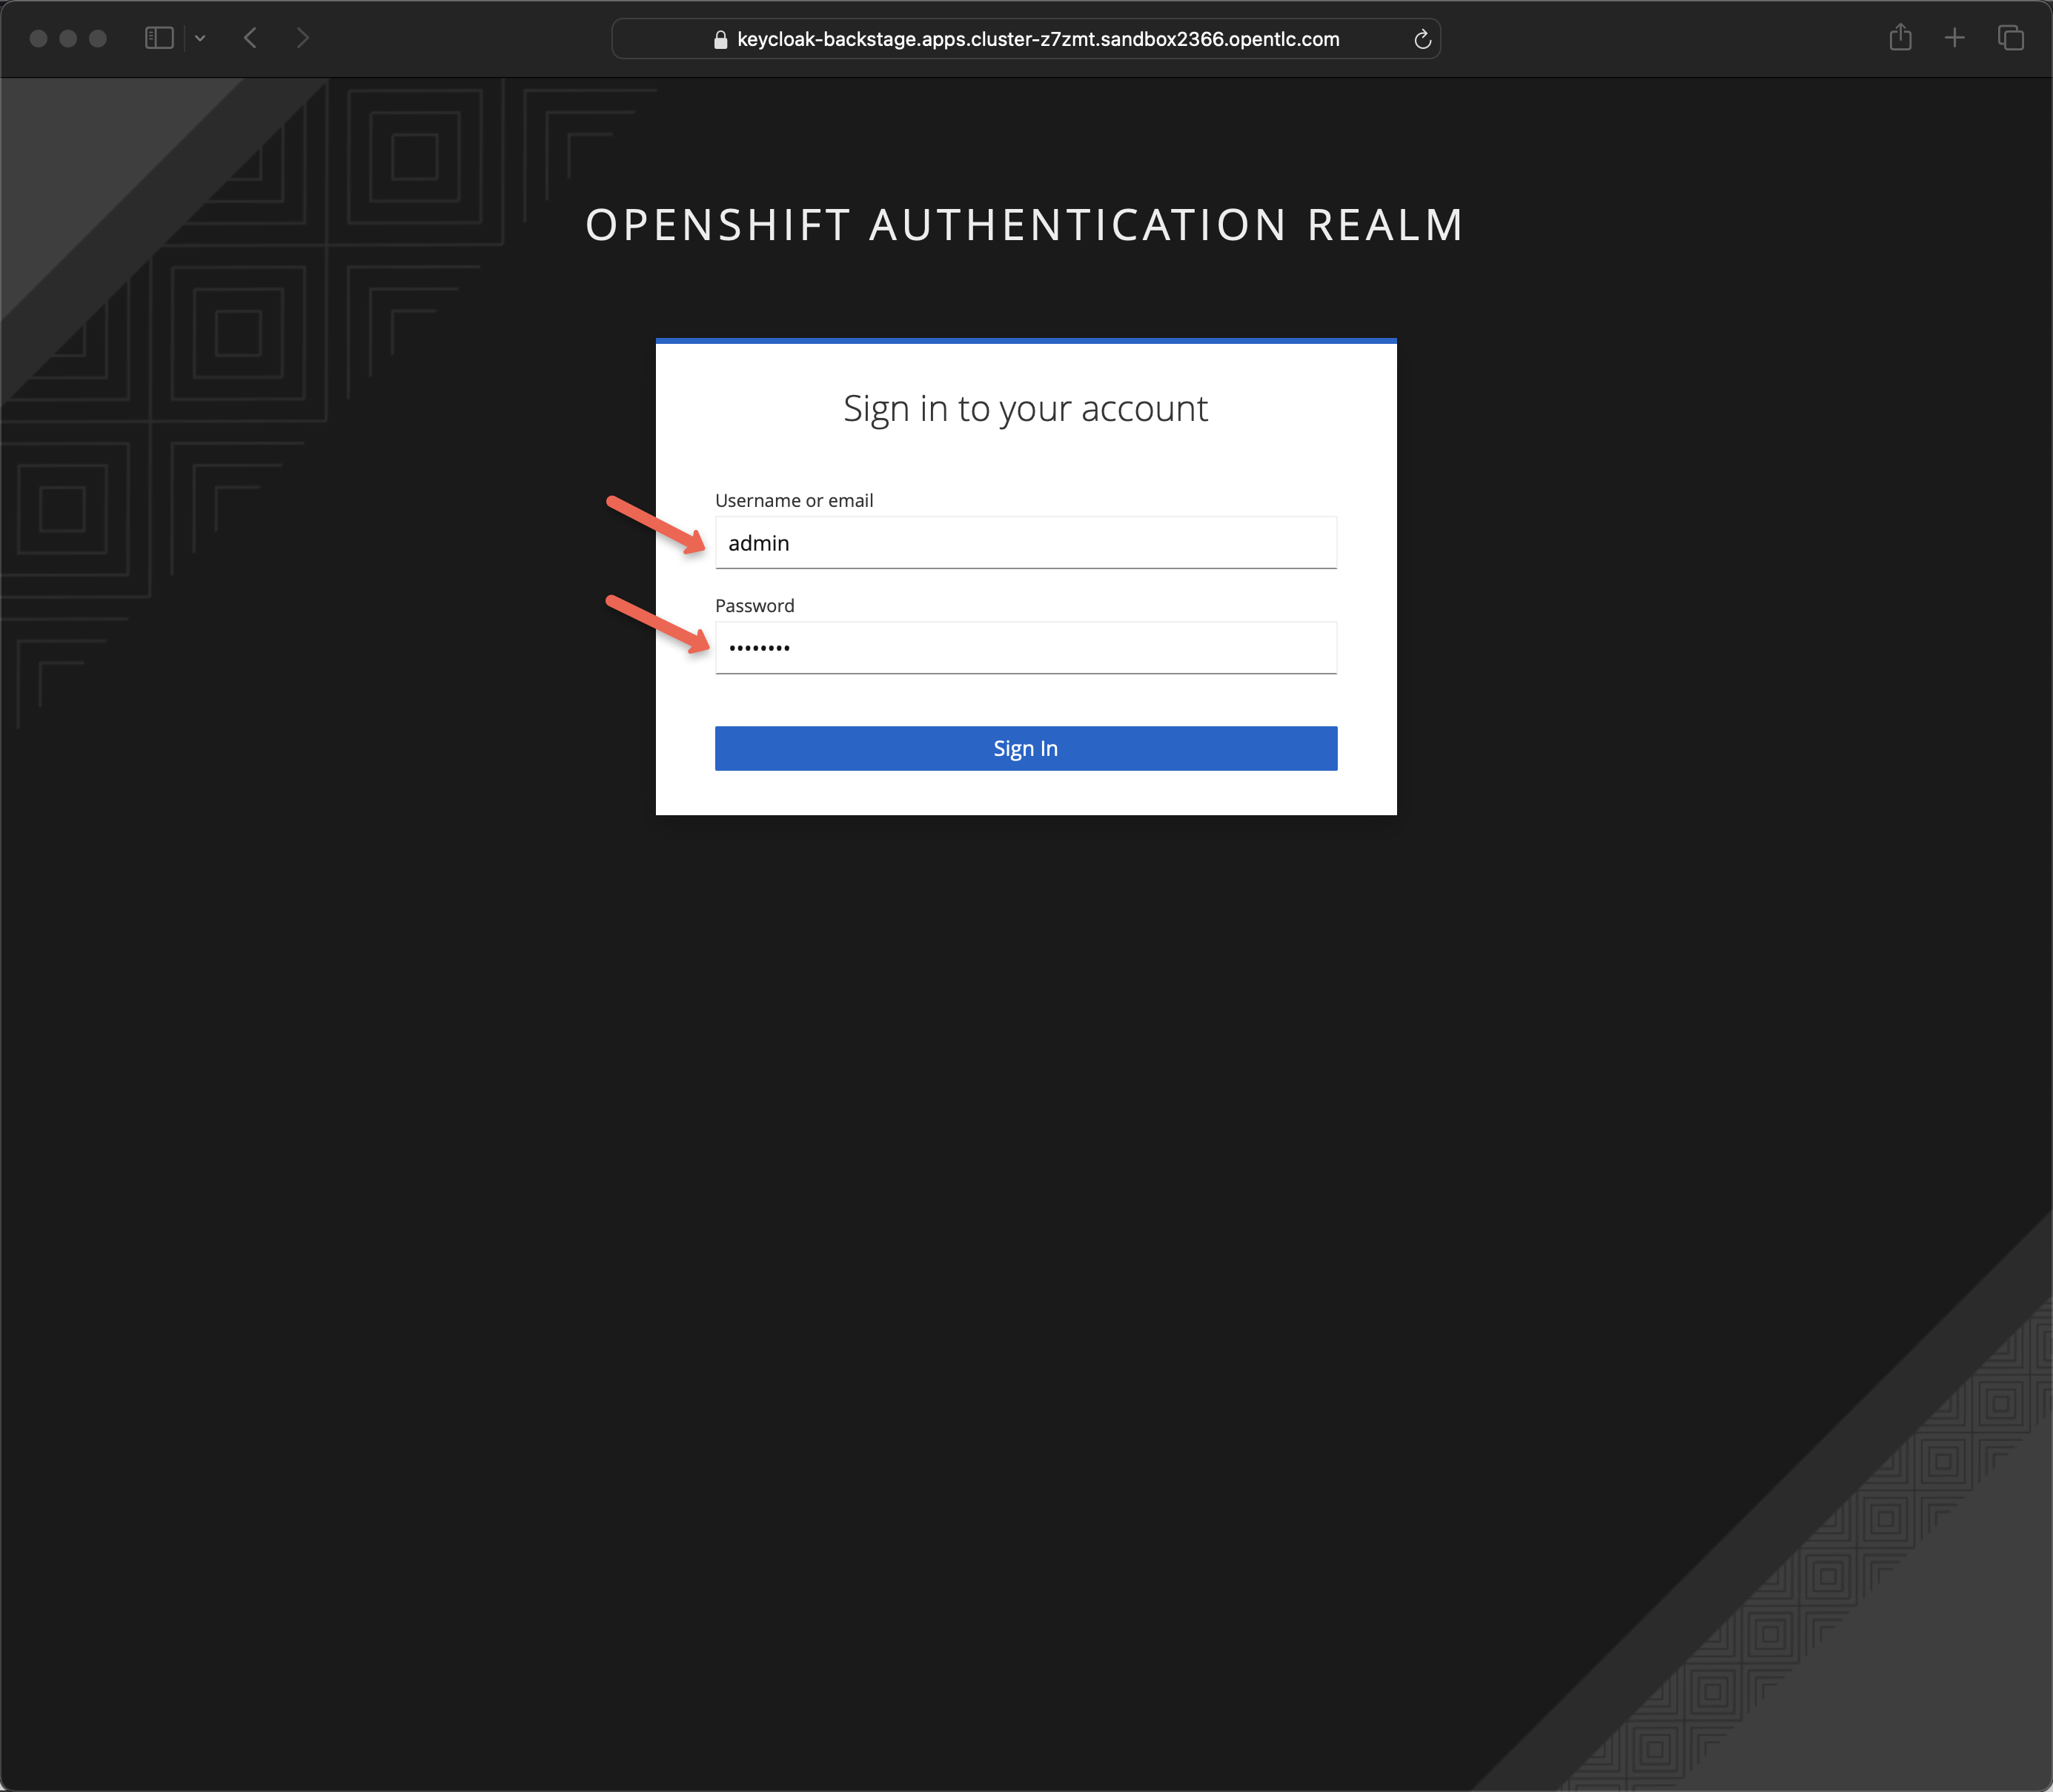 keycloak-backstage.apps.cluster-z7zmt.sandbox2366.opentlc.com
OPENSHIFT AUTHENTICATION REALM
Sign in to your account
Username or email
admin
Password
••••••••
Sign In